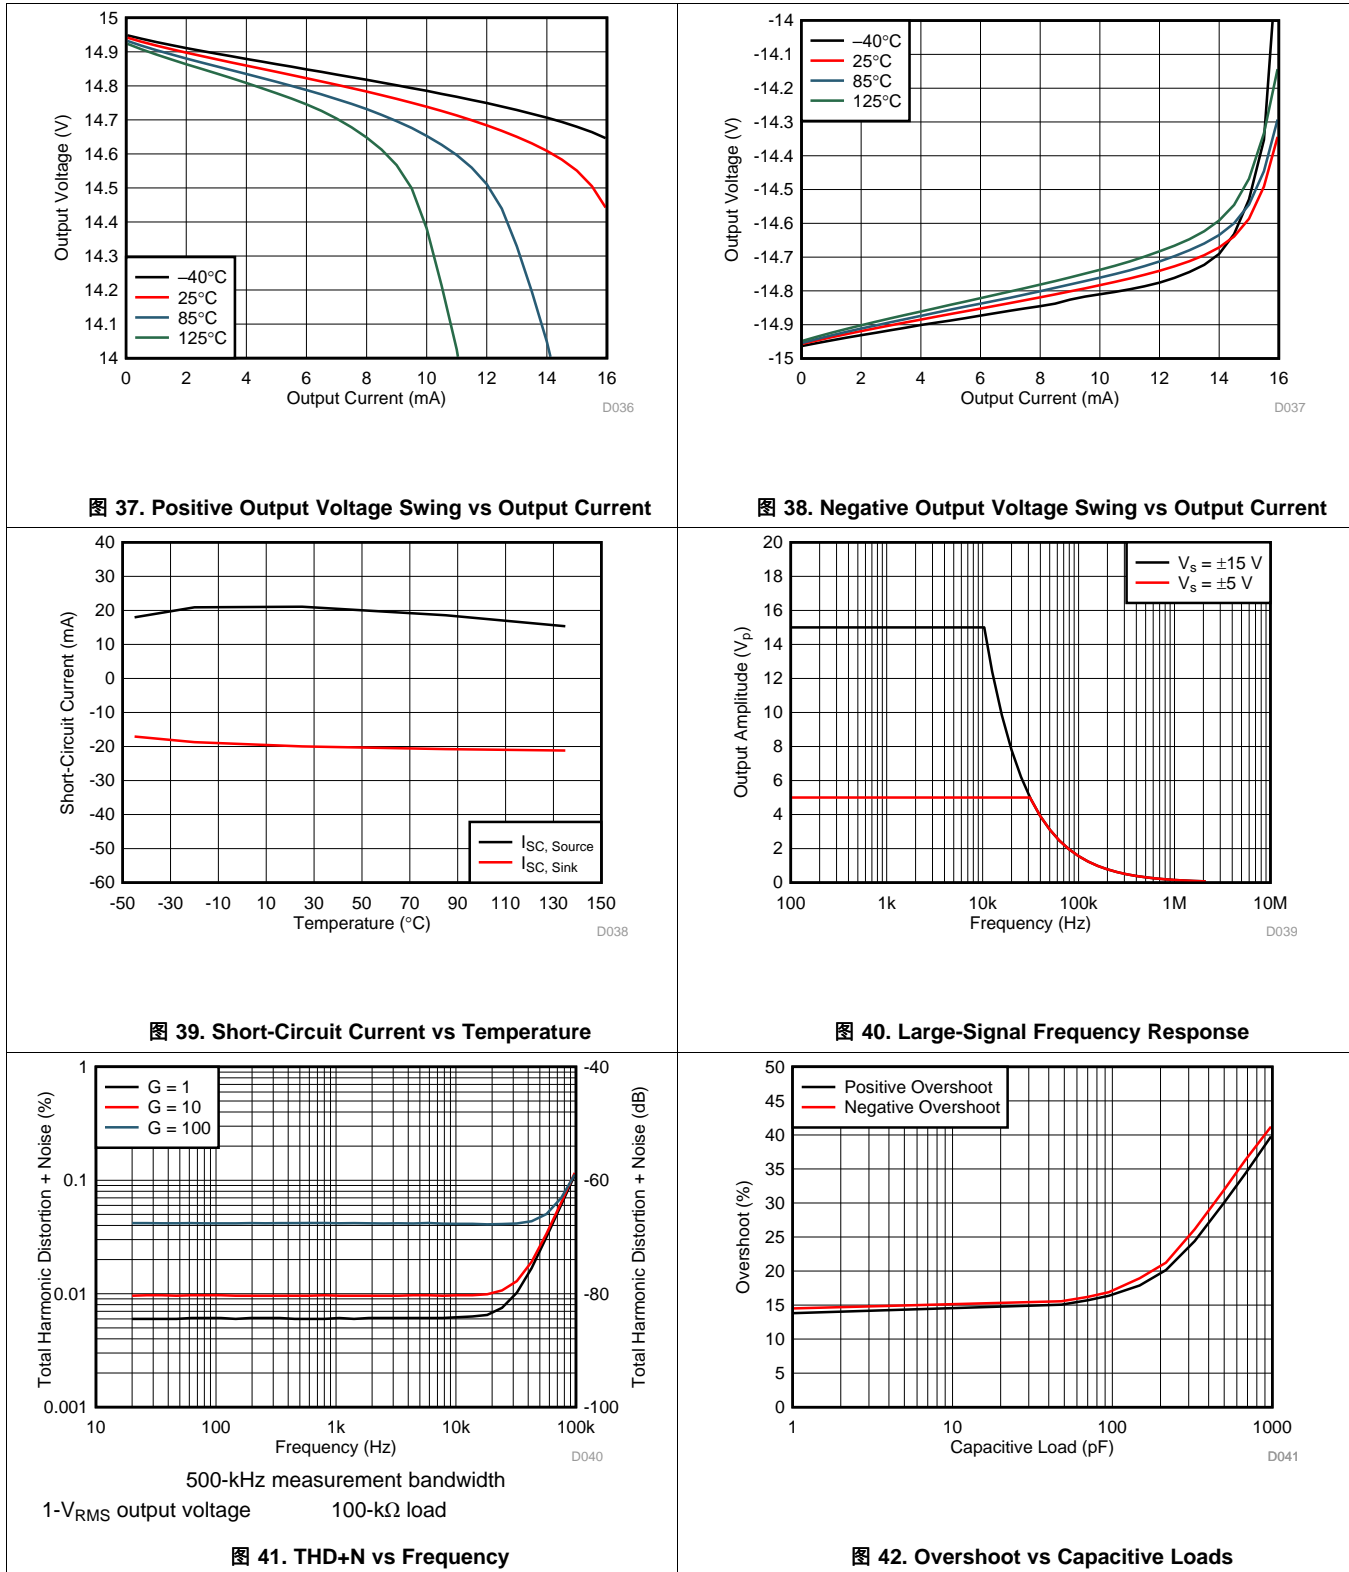 15
14.9
14.8
14.7
14.6
14.5
14.4
14.3
14.2
14.1
14
Output Voltage (V)
–40°C
25°C
85°C
125°C
0 2 4 6 8 10 12 14 16
Output Current (mA)
D036
图 37. Positive Output Voltage Swing vs Output Current
-14
-14.1
-14.2
-14.3
-14.4
-14.5
-14.6
-14.7
-14.8
-14.9
-15
Output Voltage (V)
–40°C
25°C
85°C
125°C
0 2 4 6 8 10 12 14 16
Output Current (mA)
D037
图 38. Negative Output Voltage Swing vs Output Current
40
30
20
10
0
-10
-20
-30
-40
-50
-60
Short-Circuit Current (mA)
ISC, Source
ISC, Sink
-50 -30 -10 10 30 50 70 90 110 130 150
Temperature (°C)
D038
图 39. Short-Circuit Current vs Temperature
20
18
16
14
12
10
8
6
4
2
0
Output Amplitude (Vp)
Vs = ±15 V
Vs = ±5 V
100 1k 10k 100k 1M 10M
Frequency (Hz)
D039
图 40. Large-Signal Frequency Response
1
0.1
0.01
0.001
Total Harmonic Distortion + Noise (%)
G = 1
G = 10
G = 100
-40
-60
-80
-100
Total Harmonic Distortion + Noise (dB)
10 100 1k 10k 100k
Frequency (Hz)
D040
500-kHz measurement bandwidth
1-VRMS output voltage 100-kΩ load
图 41. THD+N vs Frequency
50
45
40
35
30
25
20
15
10
5
0
Overshoot (%)
Positive Overshoot
Negative Overshoot
1 10 100 1000
Capacitive Load (pF)
D041
图 42. Overshoot vs Capacitive Loads